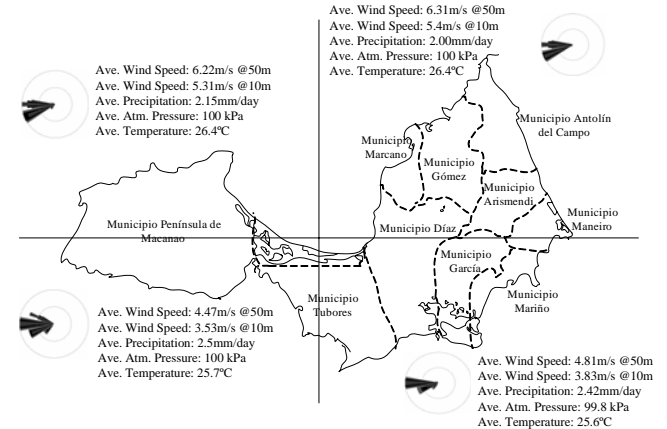 Ave. Wind Speed: 6.31m/s @50m
Ave. Wind Speed: 5.4m/s @10m
Ave. Precipitation: 2.00mm/day
Ave. Atm. Pressure: 100 kPa
Ave. Temperature: 26.4ºC
Ave. Wind Speed: 6.22m/s @50m
Ave. Wind Speed: 5.31m/s @10m
Ave. Precipitation: 2.15mm/day
Ave. Atm. Pressure: 100 kPa
Ave. Temperature: 26.4ºC
Municipio Antolín
del Campo
Municipio
Marcano
Municipio
Gómez
Municipio
Arismendi
Municipio
Maneiro
Municipio Península de
Macanao
Municipio Díaz
Municipio
García
Municipio
Mariño
Municipio
Tubores
Ave. Wind Speed: 4.47m/s @50m
Ave. Wind Speed: 3.53m/s @10m
Ave. Precipitation: 2.5mm/day
Ave. Atm. Pressure: 100 kPa
Ave. Temperature: 25.7ºC
Ave. Wind Speed: 4.81m/s @50m
Ave. Wind Speed: 3.83m/s @10m
Ave. Precipitation: 2.42mm/day
Ave. Atm. Pressure: 99.8 kPa
Ave. Temperature: 25.6ºC